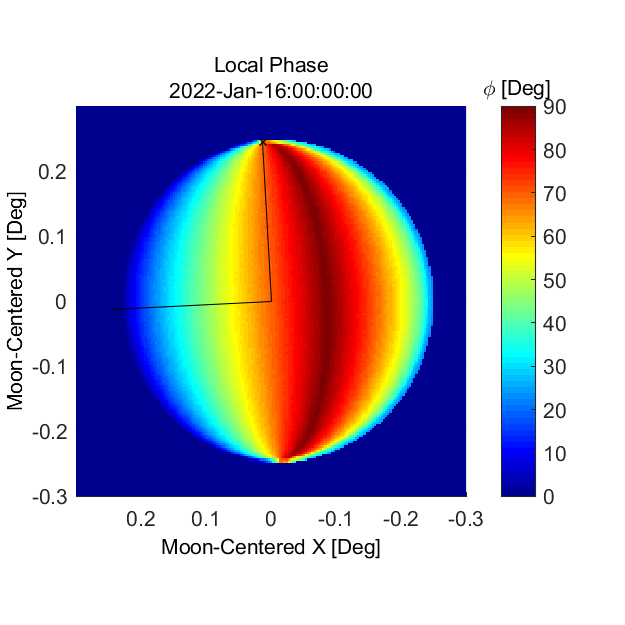 Local Phase
2022-Jan-16:00:00:00:00
ϕ [Deg]
90
80
70
60
50
40
30
20
10
0
Moon-Centered Y [Deg]
0.2
0.1
0
-0.1
-0.2
-0.3
0.2 0.1 0 -0.1 -0.2 -0.3
Moon-Centered X [Deg]